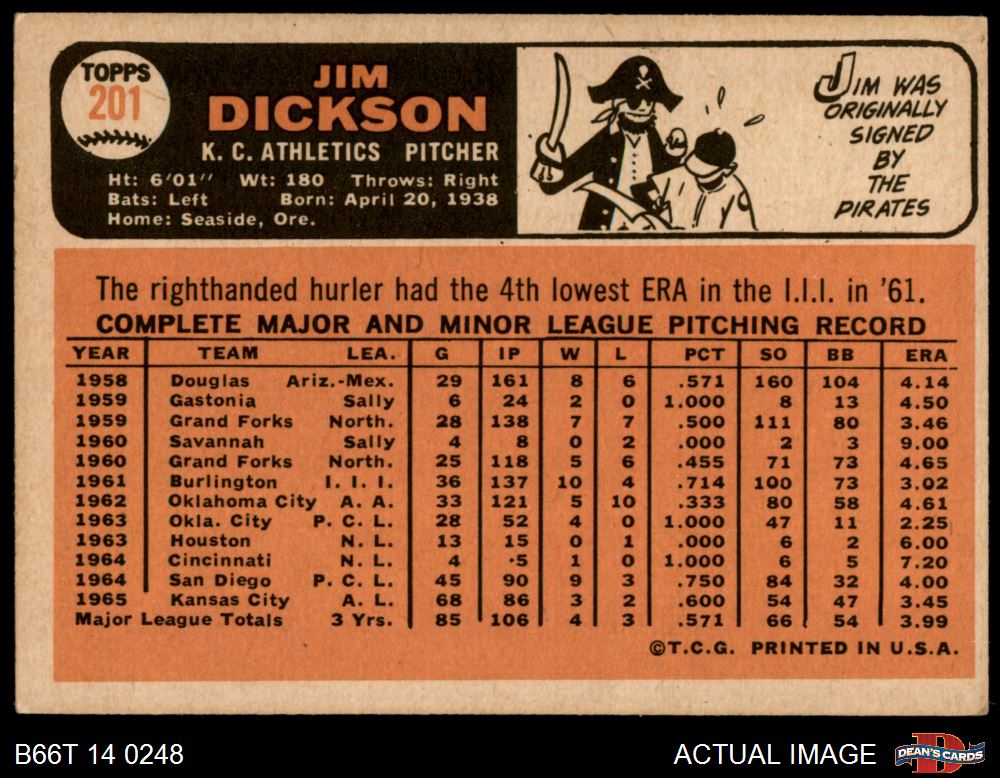 TOPPS
201
JIM
DICKSON
K. C. ATHLETICS PITCHER
Ht: 6'01" Wt: 180 Throws: Right
Bats: Left Born: April 20, 1938
Home: Seaside, Ore.
JIM WAS
ORIGINALLY
SIGNED
BY
THE
PIRATES
The righthanded hurler had the 4th lowest ERA in the I.I.I. in '61.
COMPLETE MAJOR AND MINOR LEAGUE PITCHING RECORD
YEAR TEAM LEA. G IP W L PCT SO BB ERA
1958 Douglas Ariz.-Mex. 29 161 8 6 .571 160 104 4.14
1959 Gastonia Sally 6 24 2 0 1.000 8 13 4.50
1959 Grand Forks North. 28 138 7 7 .500 111 80 3.46
1960 Savannah Sally 4 8 0 2 .000 2 3 9.00
1960 Grand Forks North. 25 118 5 6 .455 71 73 4.65
1961 Burlington I. I. I. 36 137 10 4 .714 100 73 3.02
1962 Oklahoma City A. A. 33 121 5 10 .333 80 58 4.61
1963 Okla. City P. C. L. 28 52 4 0 1.000 47 11 2.25
1963 Houston N. L. 13 15 0 1 .000 6 2 6.00
1964 Cincinnati N. L. 4 5 1 0 1.000 6 5 7.20
1964 San Diego P. C. L. 45 90 9 3 .750 84 32 4.00
1965 Kansas City A. L. 68 86 3 2 .600 54 47 3.45
Major League Totals 3 Yrs. 85 106 4 3 .571 66 54 3.99
©T.C.G. PRINTED IN U.S.A.
B66T 14 0248
ACTUAL IMAGE
DEAN'S CARDS